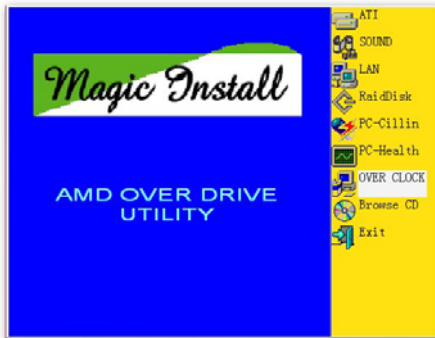 Magic Install
AMD OVER DRIVE
UTILITY
ATI
SOUND
LAN
RaidDisk
PC-Cillin
PC-Health
OVER CLOCK
Browse CD
Exit